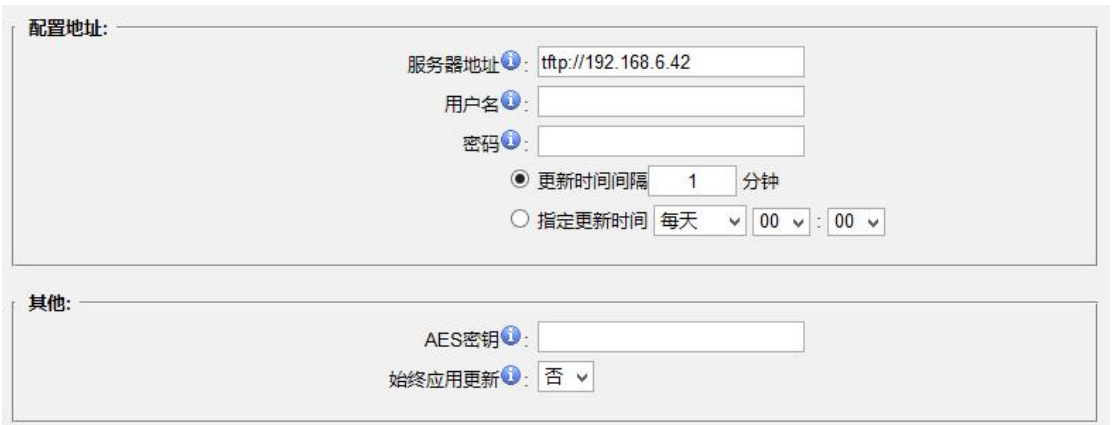 配置地址:
服务器地址: tftp://192.168.6.42
用户名:
密码:
更新时间间隔 1 分钟
指定更新时间 每天 00 : 00
其他:
AES密钥:
始终应用更新: 否